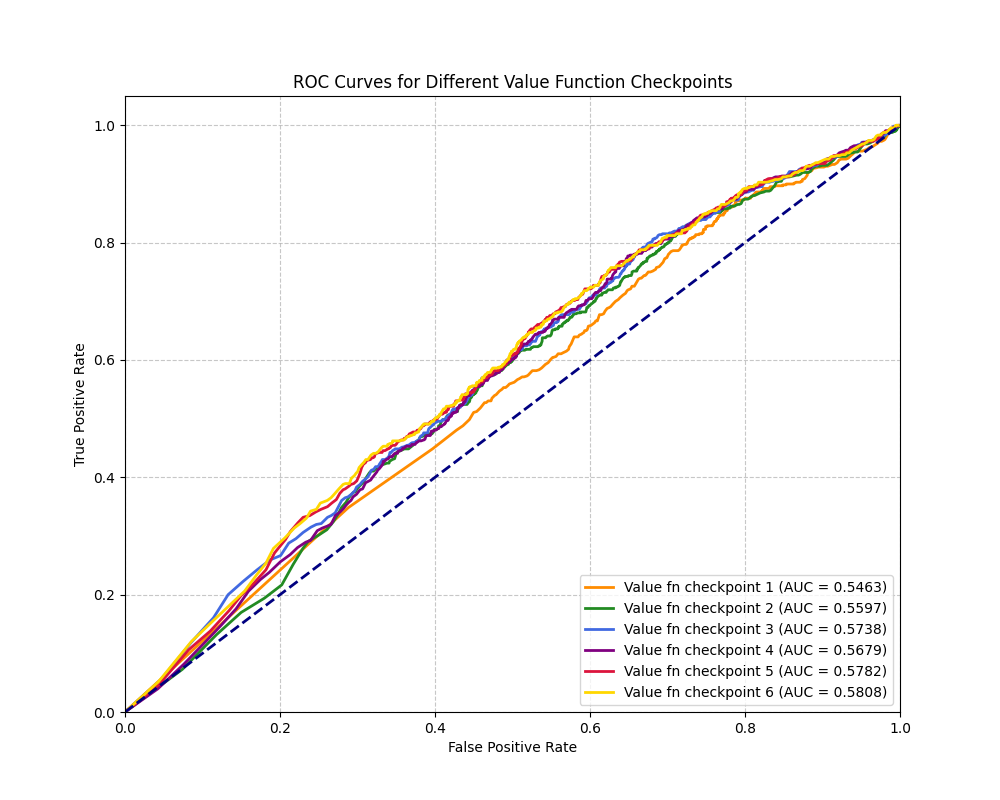 ROC Curves for Different Value Function Checkpoints
True Positive Rate
1.0
0.8
0.6
0.4
0.2
0.0
0.0 0.2 0.4 0.6 0.8 1.0
False Positive Rate
Value fn checkpoint 1 (AUC = 0.5463)
Value fn checkpoint 2 (AUC = 0.5597)
Value fn checkpoint 3 (AUC = 0.5738)
Value fn checkpoint 4 (AUC = 0.5679)
Value fn checkpoint 5 (AUC = 0.5782)
Value fn checkpoint 6 (AUC = 0.5808)